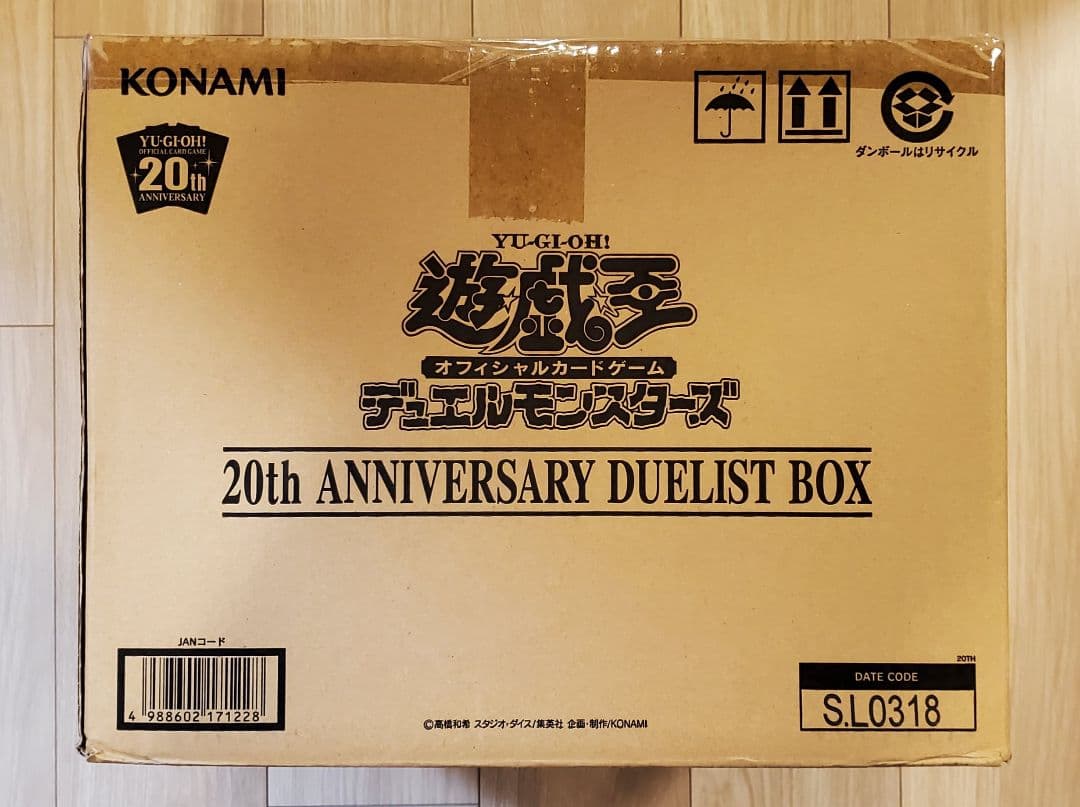 KONAMI
YU-GI-OH!
OFFICIAL CARD GAME
20th
ANNIVERSARY
ダンボールはリサイクル
YU-GI-OH!
遊戯王
オフィシャルカードゲーム
デュエルモンスターズ
20th ANNIVERSARY DUELIST BOX
JANコード
4 988602 171228
©高橋和希 スタジオ・ダイス/集英社 企画・制作/KONAMI
20TH
DATE CODE
S.L0318